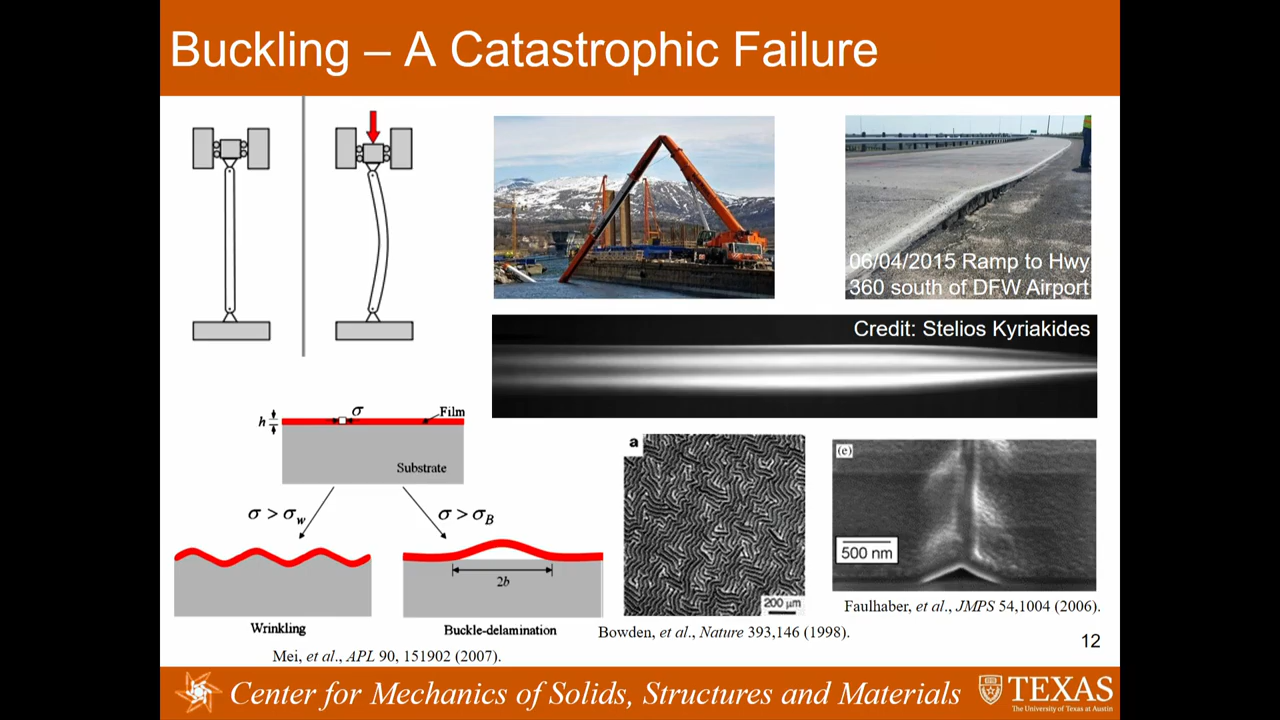 Buckling – A Catastrophic Failure
06/04/2015 Ramp to Hwy
360 south of DFW Airport
Credit: Stelios Kyriakides
h
σ
Film
Substrate
σ > σw
σ > σB
2b
Wrinkling
Buckle-delamination
Mei, et al., APL 90, 151902 (2007).
a
200 µm
Bowden, et al., Nature 393,146 (1998).
(e)
500 nm
Faulhaber, et al., JMPS 54,1004 (2006).
12
Center for Mechanics of Solids, Structures and Materials
TEXAS
The University of Texas at Austin